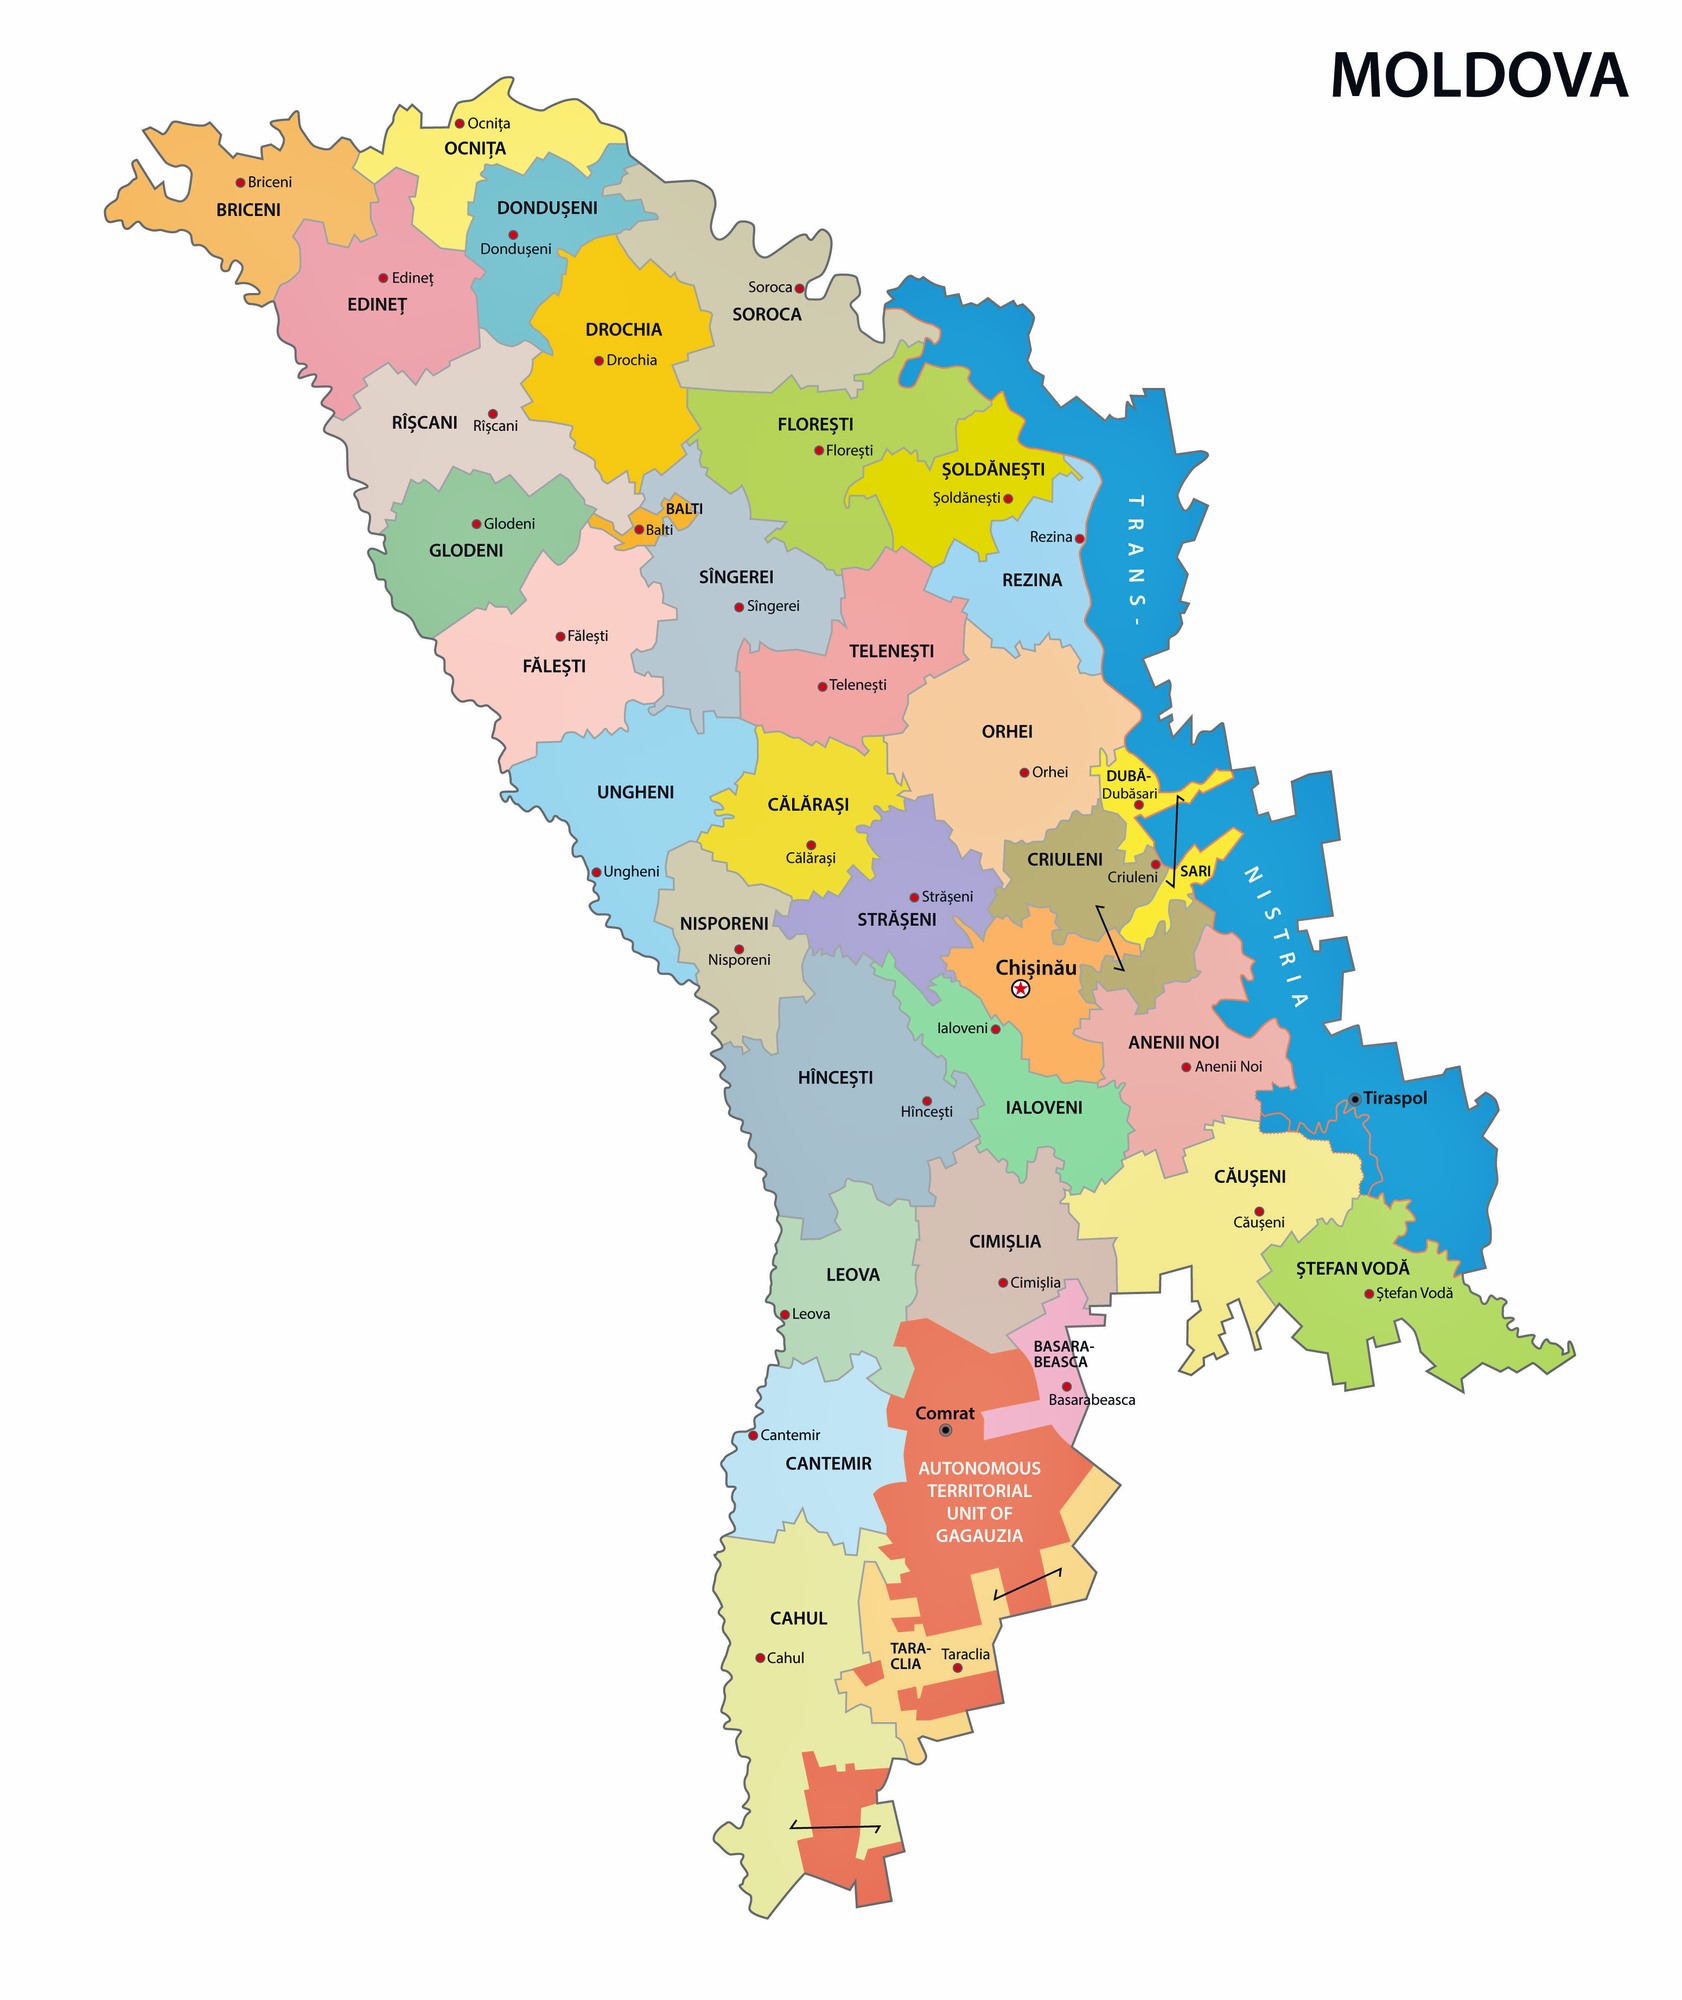 MOLDOVA
Ocnița
OCNIȚA
Briceni
BRICENI
DONDUȘENI
Dondușeni
Edineț
EDINEȚ
Soroca
SOROCA
DROCHIA
Drochia
RÎȘCANI
Rîșcani
FLOREȘTI
Florești
ȘOLDĂNEȘTI
Șoldănești
BALTI
Balti
Glodeni
GLODENI
Rezina
REZINA
TRANS-
SÎNGEREI
Sîngerei
Fălești
FĂLEȘTI
TELENEȘTI
Telenești
ORHEI
Orhei
DUBĂ-
Dubăsari
UNGHENI
CĂLĂRAȘI
Călărași
CRIULENI
Criuleni
SARI
NISTRIA
Ungheni
Strășeni
STRĂȘENI
NISPORENI
Nisporeni
Chișinău
Ialoveni
ANENII NOI
Anenii Noi
HÎNCEȘTI
Hîncești
IALOVENI
Tiraspol
CĂUȘENI
Căușeni
CIMIȘLIA
Cimișlia
LEOVA
Leova
ȘTEFAN VODĂ
Ștefan Vodă
BASARA-
BEASCA
Basarabeasca
Comrat
Cantemir
CANTEMIR
AUTONOMOUS
TERRITORIAL
UNIT OF
GAGAUZIA
CAHUL
Cahul
TARA-
CLIA
Taraclia